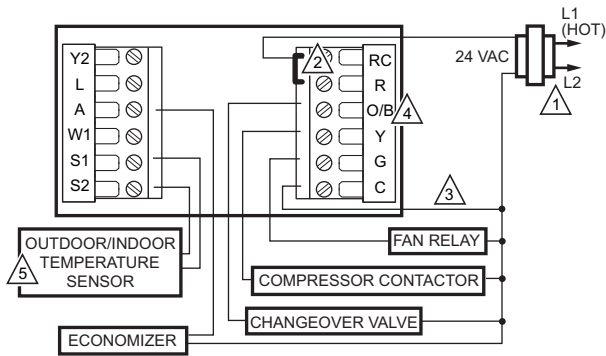 L1
(HOT)
24 VAC
L2
1
Y2
L
A
W1
S1
S2
2
RC
R
O/B
Y
G
C
4
3
OUTDOOR/INDOOR
TEMPERATURE
SENSOR
5
FAN RELAY
COMPRESSOR CONTACTOR
CHANGEOVER VALVE
ECONOMIZER